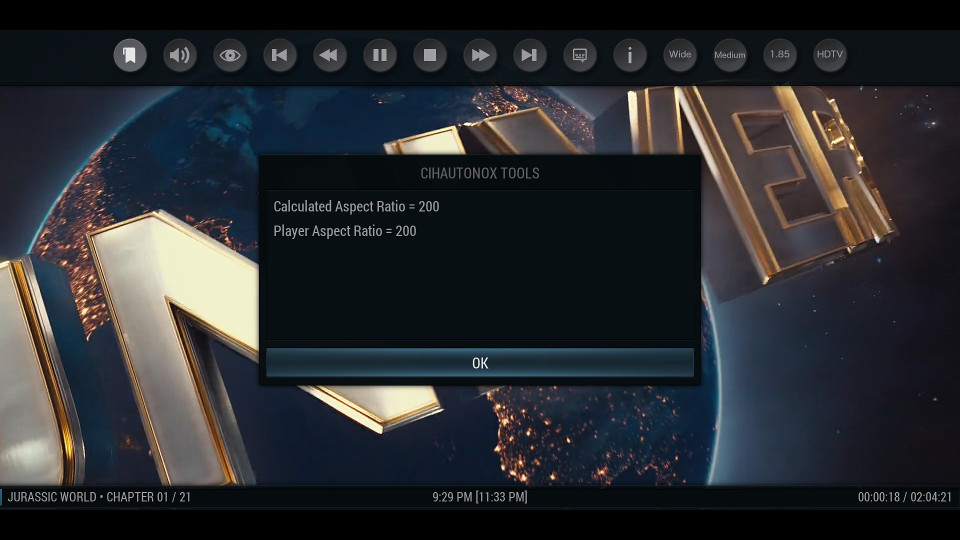 Wide Medium 1.85 HDTV
UNIVE
CIHAUTONOX TOOLS
Calculated Aspect Ratio = 200
Player Aspect Ratio = 200
OK
JURASSIC WORLD • CHAPTER 01 / 21 9:29 PM [11:33 PM] 00:00:18 / 02:04:21